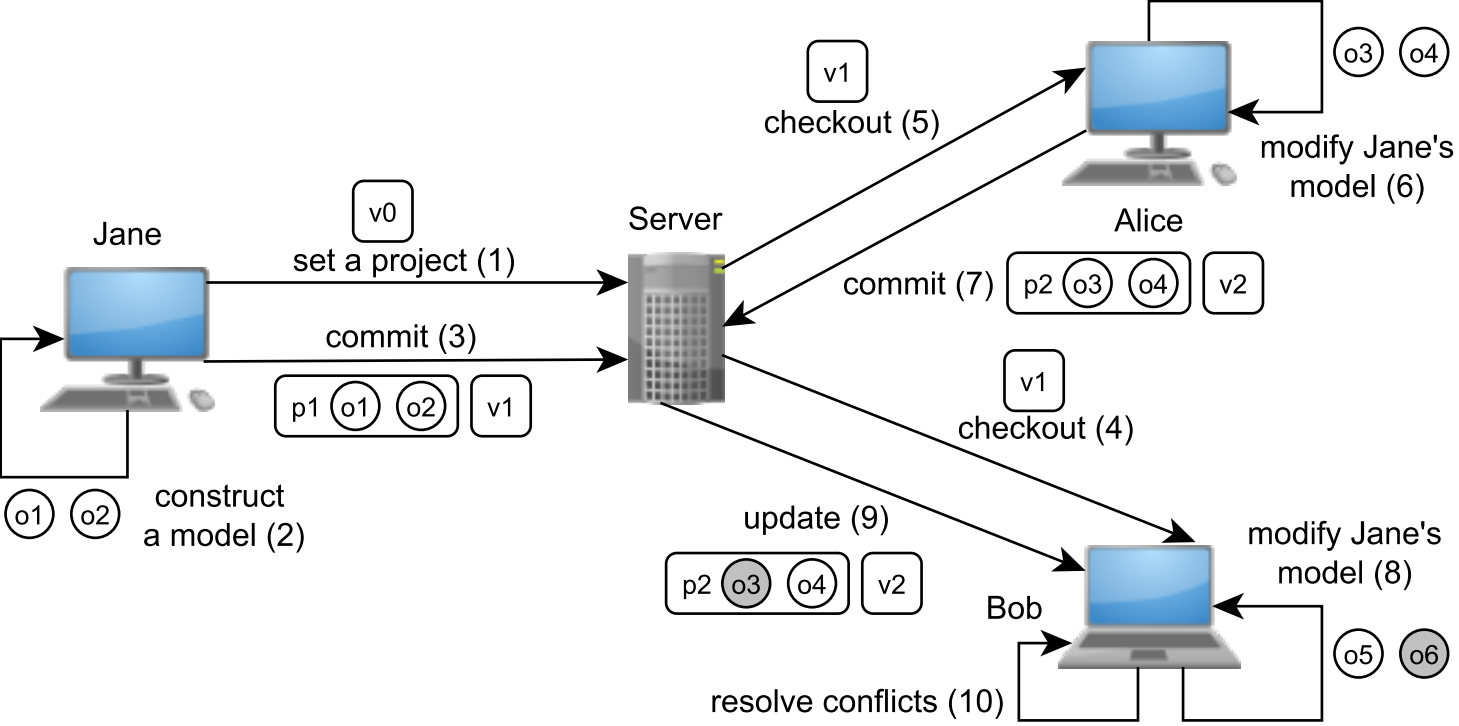 v1
checkout (5)
o3 o4
modify Jane's
model (6)
Alice
v0
Server
Jane
set a project (1)
commit (7) p2 o3 o4 v2
commit (3)
p1 o1 o2 v1
v1
checkout (4)
o1 o2
construct
a model (2)
update (9)
p2 o3 o4 v2
modify Jane's
model (8)
Bob
o5 o6
resolve conflicts (10)